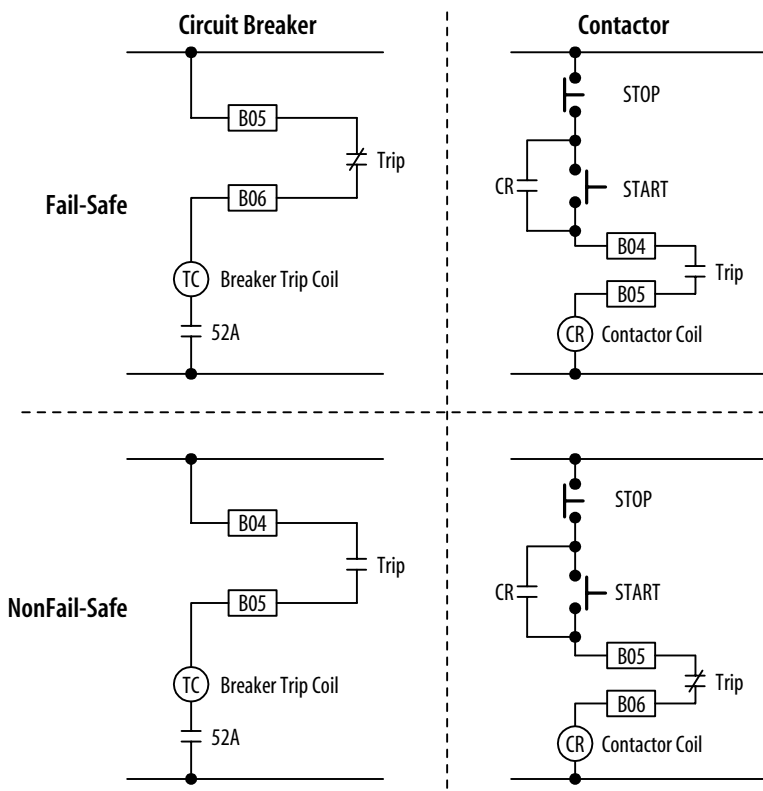 Circuit Breaker
Contactor
Fail-Safe
B05
Trip
B06
TC Breaker Trip Coil
52A
STOP
CR
START
B04
Trip
B05
CR Contactor Coil
NonFail-Safe
B04
Trip
B05
TC Breaker Trip Coil
52A
STOP
CR
START
B05
Trip
B06
CR Contactor Coil